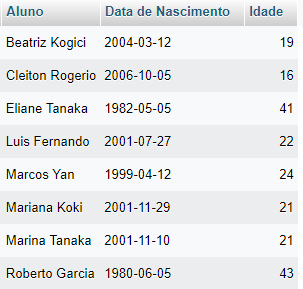 Aluno Data de Nascimento Idade
Beatriz Kogici 2004-03-12 19
Cleiton Rogerio 2006-10-05 16
Eliane Tanaka 1982-05-05 41
Luis Fernando 2001-07-27 22
Marcos Yan 1999-04-12 24
Mariana Koki 2001-11-29 21
Marina Tanaka 2001-11-10 21
Roberto Garcia 1980-06-05 43